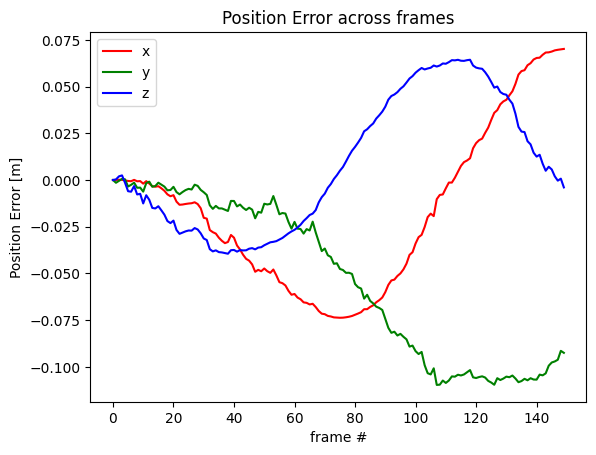 Position Error across frames
x
y
z
Position Error [m]
0.075
0.050
0.025
0.000
−0.025
−0.050
−0.075
−0.100
0 20 40 60 80 100 120 140
frame #